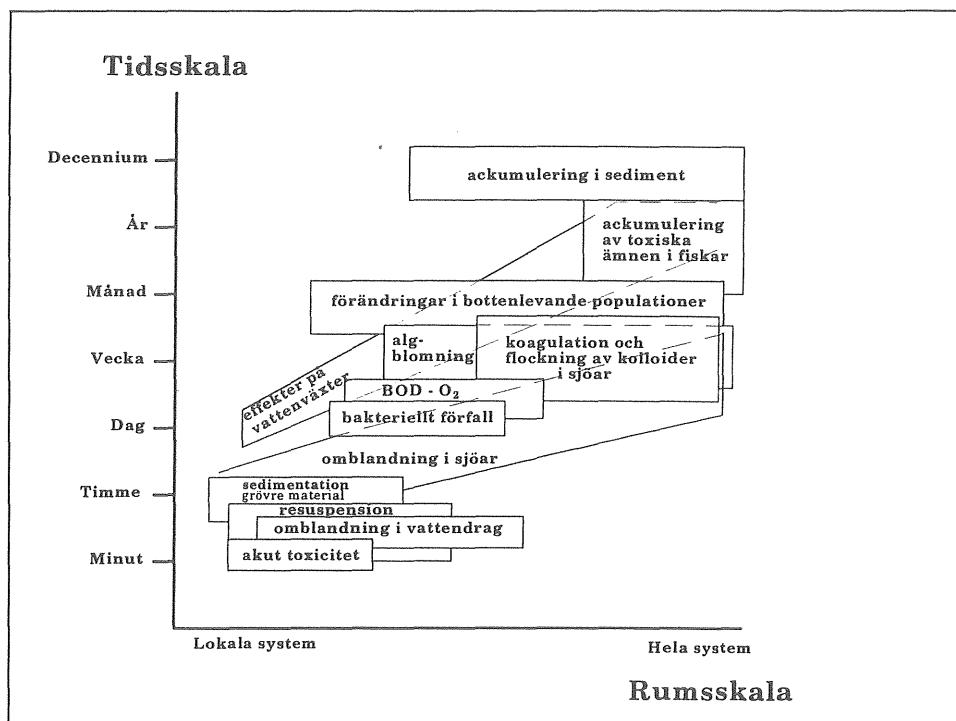 Tidsskala
Decennium
ackumulering i sediment
År
ackumulering
av toxiska
ämnen i fiskar
Månad
förändringar i bottenlevande populationer
alg-
blomning
koagulation och
flockning av kolloider
i sjöar
Vecka
effekter på
vattenväxter
BOD - O₂
bakteriellt förfall
Dag
omblandning i sjöar
Timme
sedimentation
grövre material
resuspension
omblandning i vattendrag
akut toxicitet
Minut
Lokala system
Hela system
Rumsskala